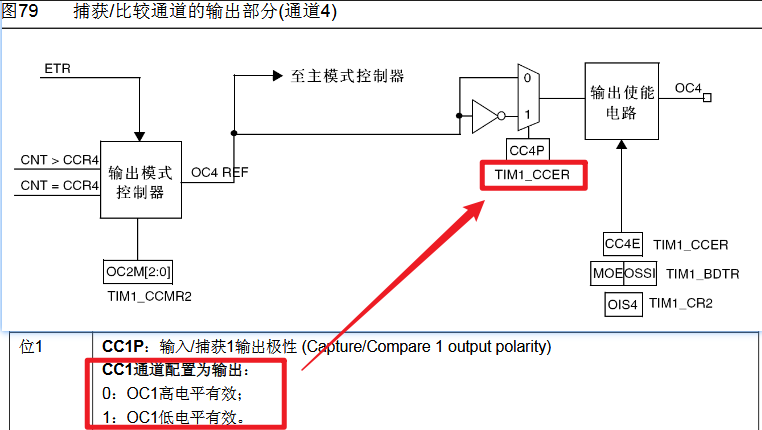 图79 捕获/比较通道的输出部分(通道4)
ETR
至主模式控制器
0
1
输出使能
电路
OC4
CNT > CCR4
CNT = CCR4
输出模式
控制器
OC4 REF
CC4P
TIM1_CCER
OC2M[2:0]
TIM1_CCMR2
CC4E TIM1_CCER
MOE OSSI TIM1_BDTR
OIS4 TIM1_CR2
位1 CC1P：输入/捕获1输出极性 (Capture/Compare 1 output polarity)
CC1通道配置为输出：
0：OC1高电平有效；
1：OC1低电平有效。